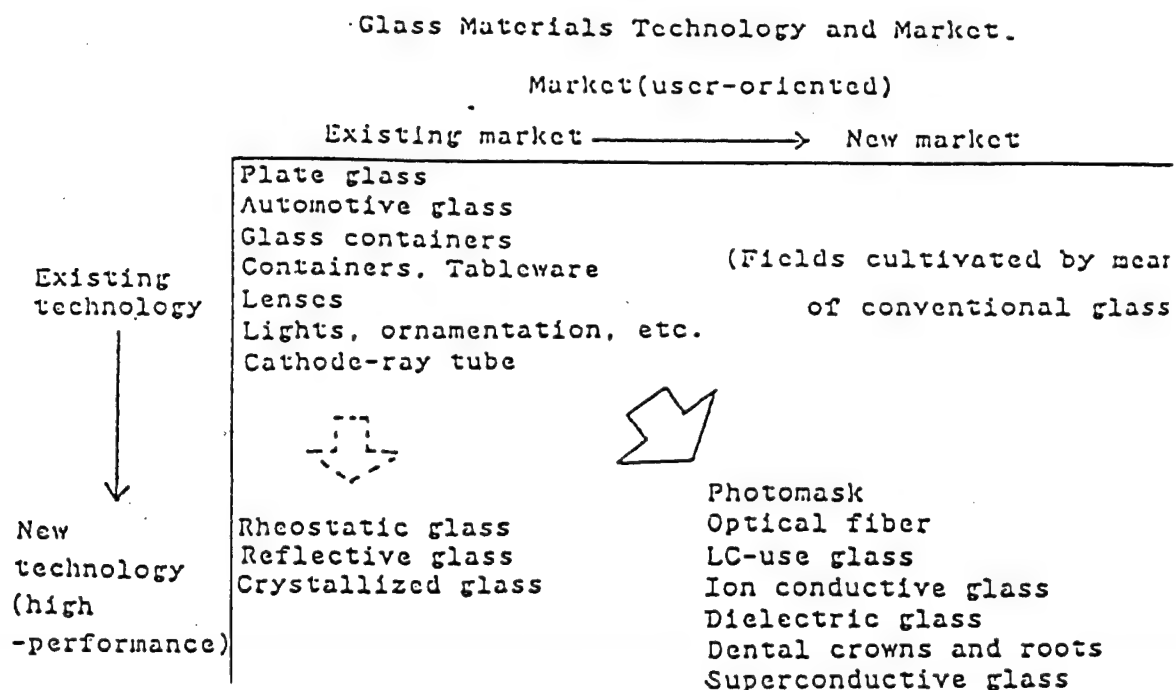 Glass Materials Technology and Market.
Market(user-oriented)
Existing market New market
Plate glass
Automotive glass
Glass containers
Containers, Tableware
Lenses
Lights, ornamentation, etc.
Cathode-ray tube
(Fields cultivated by
of conventional glass
Existing
technology
New
technology
(high
-performance)
Rheostatic glass
Reflective glass
Crystallized glass
Photomask
Optical fiber
LC-use glass
Ion conductive glass
Dielectric glass
Dental crowns and roots
Superconductive glass